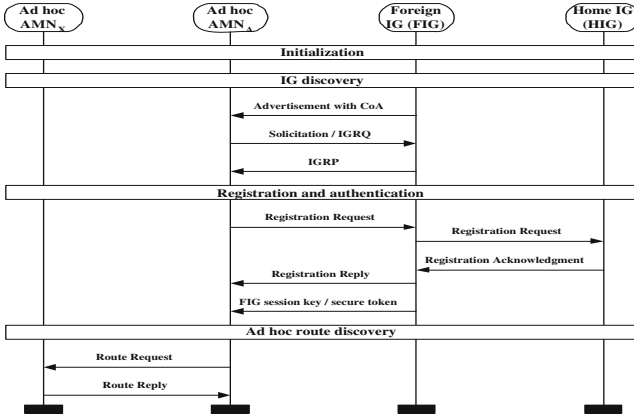 Ad hoc
AMNX
Ad hoc
AMNA
Foreign
IG (FIG)
Home IG
(HIG)
Initialization
IG discovery
Advertisement with CoA
Solicitation / IGRQ
IGRP
Registration and authentication
Registration Request
Registration Request
Registration Acknowledgment
Registration Reply
FIG session key / secure token
Ad hoc route discovery
Route Request
Route Reply